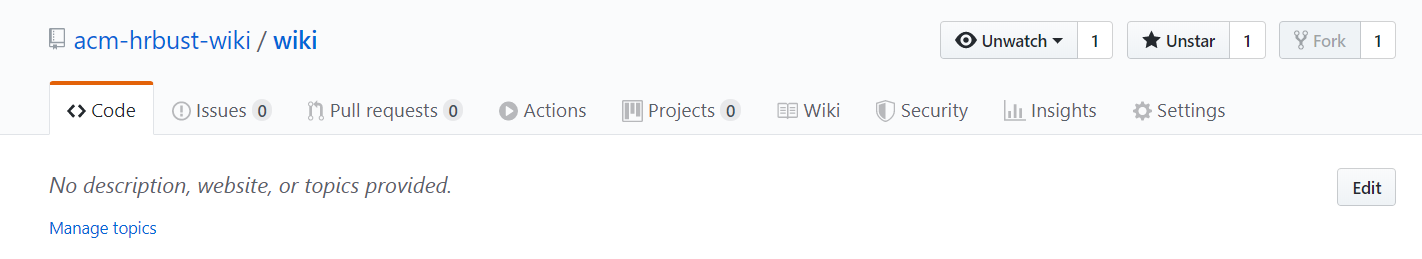 acm-hrbust-wiki / wiki Unwatch 1 Unstar 1 Fork 1
Code Issues 0 Pull requests 0 Actions Projects 0 Wiki Security Insights Settings
No description, website, or topics provided. Edit
Manage topics